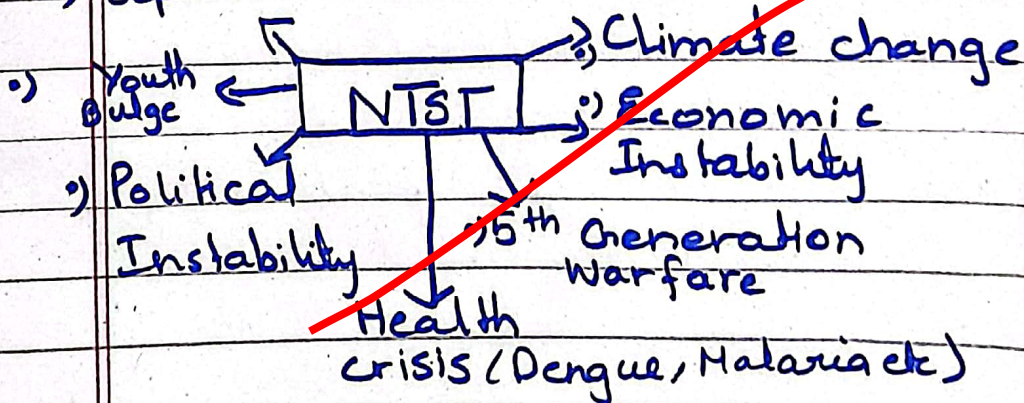 Climate change
Youth
Bulge
NTST
Economic
Instability
Political
Instability
5th Generation
Warfare
Health
crisis (Dengue, Malaria etc)